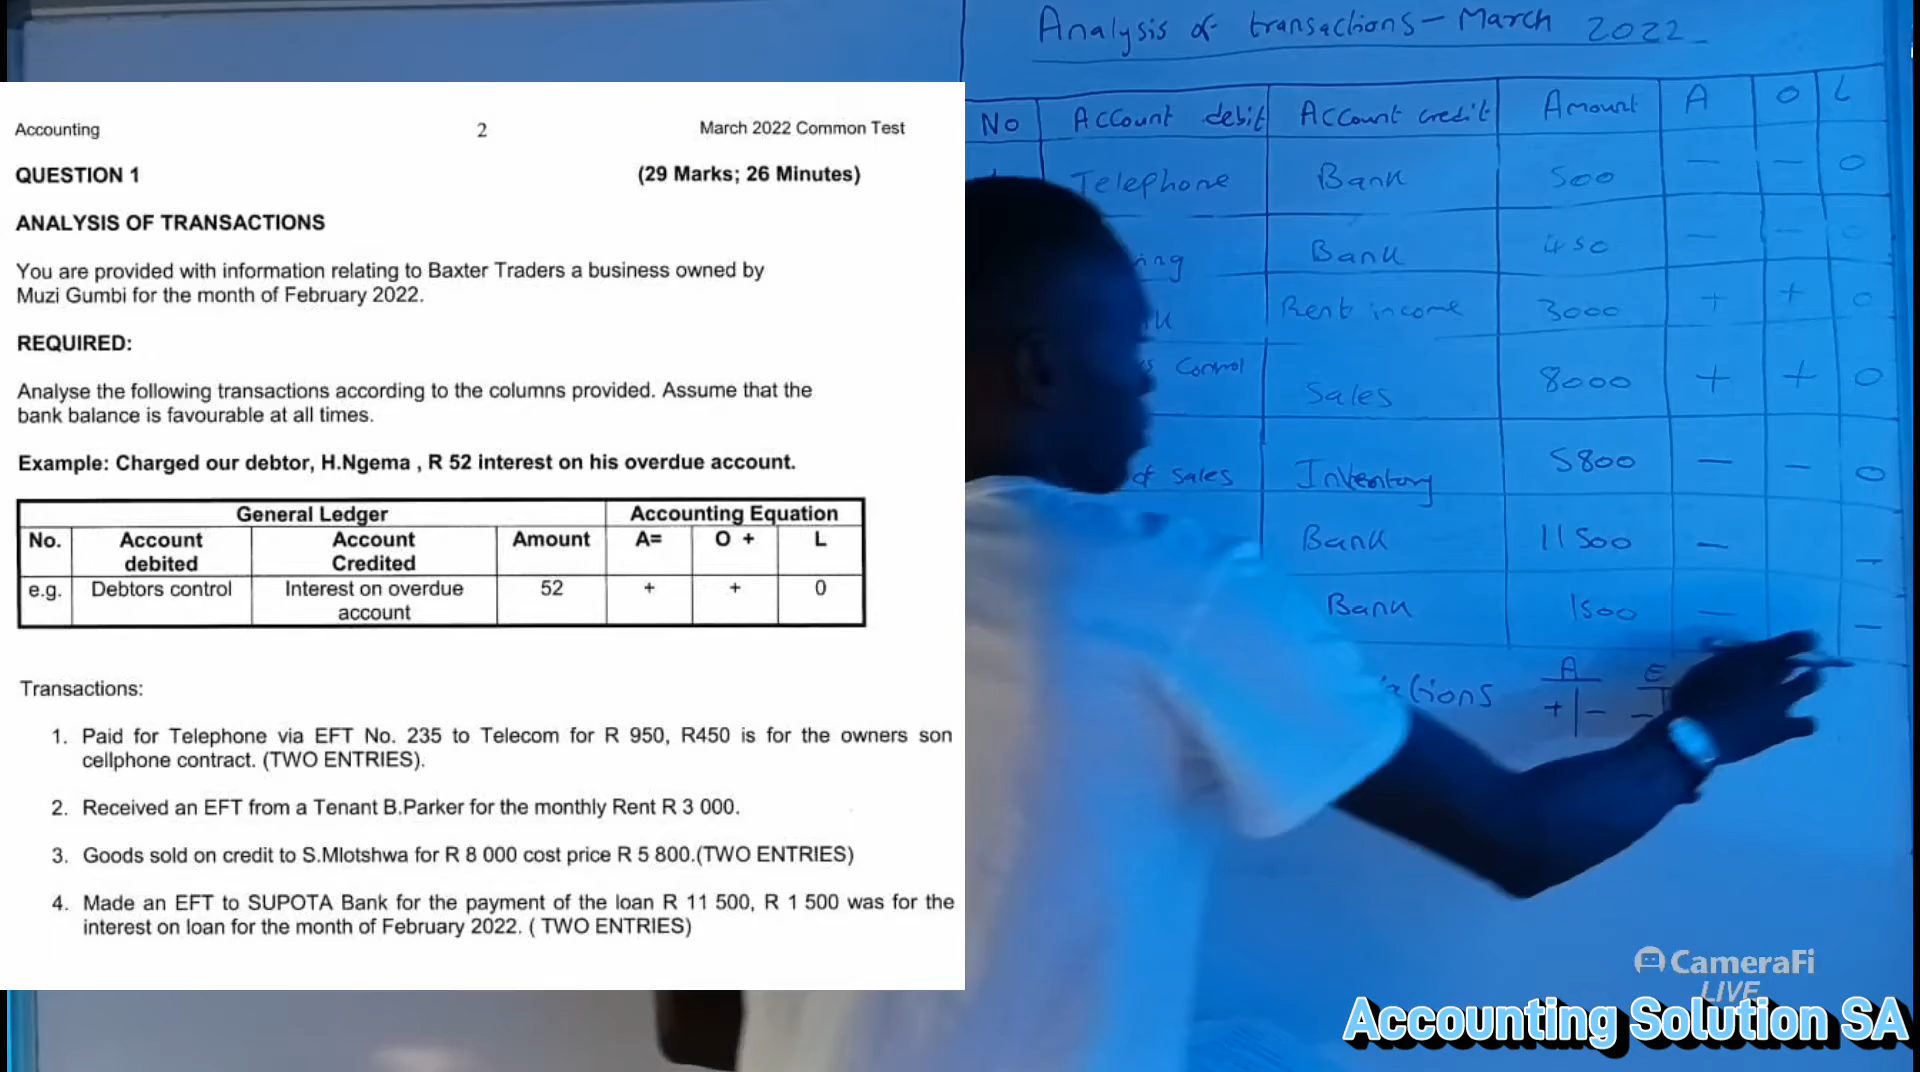 Accounting 2 March 2022 Common Test
QUESTION 1 (29 Marks; 26 Minutes)
ANALYSIS OF TRANSACTIONS
You are provided with information relating to Baxter Traders a business owned by
Muzi Gumbi for the month of February 2022.
REQUIRED:
Analyse the following transactions according to the columns provided. Assume that the
bank balance is favourable at all times.
Example: Charged our debtor, H.Ngema , R 52 interest on his overdue account.
General Ledger Accounting Equation
No. Account debited Account Credited Amount A= O + L
e.g. Debtors control Interest on overdue account 52 + + 0
Transactions:
1. Paid for Telephone via EFT No. 235 to Telecom for R 950, R450 is for the owners son
cellphone contract. (TWO ENTRIES).
2. Received an EFT from a Tenant B.Parker for the monthly Rent R 3 000.
3. Goods sold on credit to S.Mlotshwa for R 8 000 cost price R 5 800.(TWO ENTRIES)
4. Made an EFT to SUPOTA Bank for the payment of the loan R 11 500, R 1 500 was for the
interest on loan for the month of February 2022. ( TWO ENTRIES)
Analysis of transactions - March 2022
No Account debit Account credit Amount A O L
Telephone Bank 500 - - 0
Bank 450 - - 0
Rent income 3000 + + 0
Control Sales 8000 + + 0
of sales Inventory 5800 - - 0
Bank 11500 - -
Bank 1500 - -
A E
+ - -
CameraFi
LIVE
Accounting Solution SA